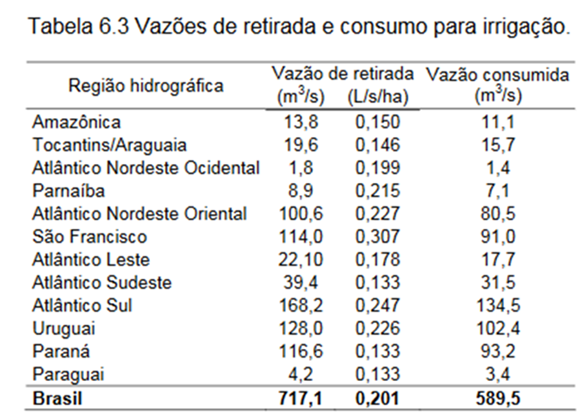 Tabela 6.3 Vazões de retirada e consumo para irrigação.
Região hidrográfica Vazão de retirada Vazão consumida
(m³/s) (L/s/ha) (m³/s)
Amazônica 13,8 0,150 11,1
Tocantins/Araguaia 19,6 0,146 15,7
Atlântico Nordeste Ocidental 1,8 0,199 1,4
Parnaíba 8,9 0,215 7,1
Atlântico Nordeste Oriental 100,6 0,227 80,5
São Francisco 114,0 0,307 91,0
Atlântico Leste 22,10 0,178 17,7
Atlântico Sudeste 39,4 0,133 31,5
Atlântico Sul 168,2 0,247 134,5
Uruguai 128,0 0,226 102,4
Paraná 116,6 0,133 93,2
Paraguai 4,2 0,133 3,4
Brasil 717,1 0,201 589,5